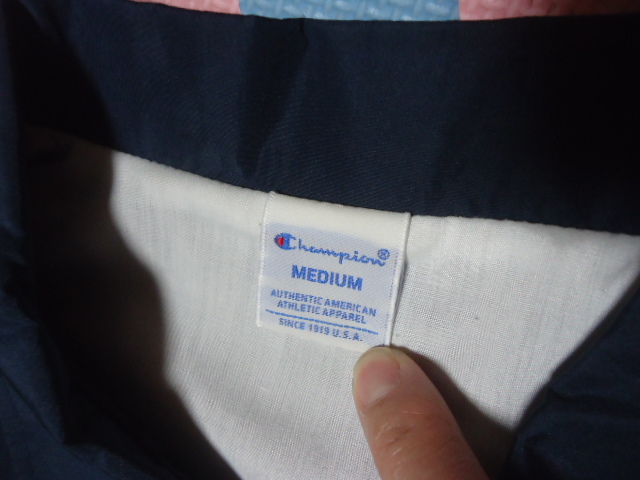 Champion®
MEDIUM
AUTHENTIC AMERICAN
ATHLETIC APPAREL
SINCE 1919 U.S.A.